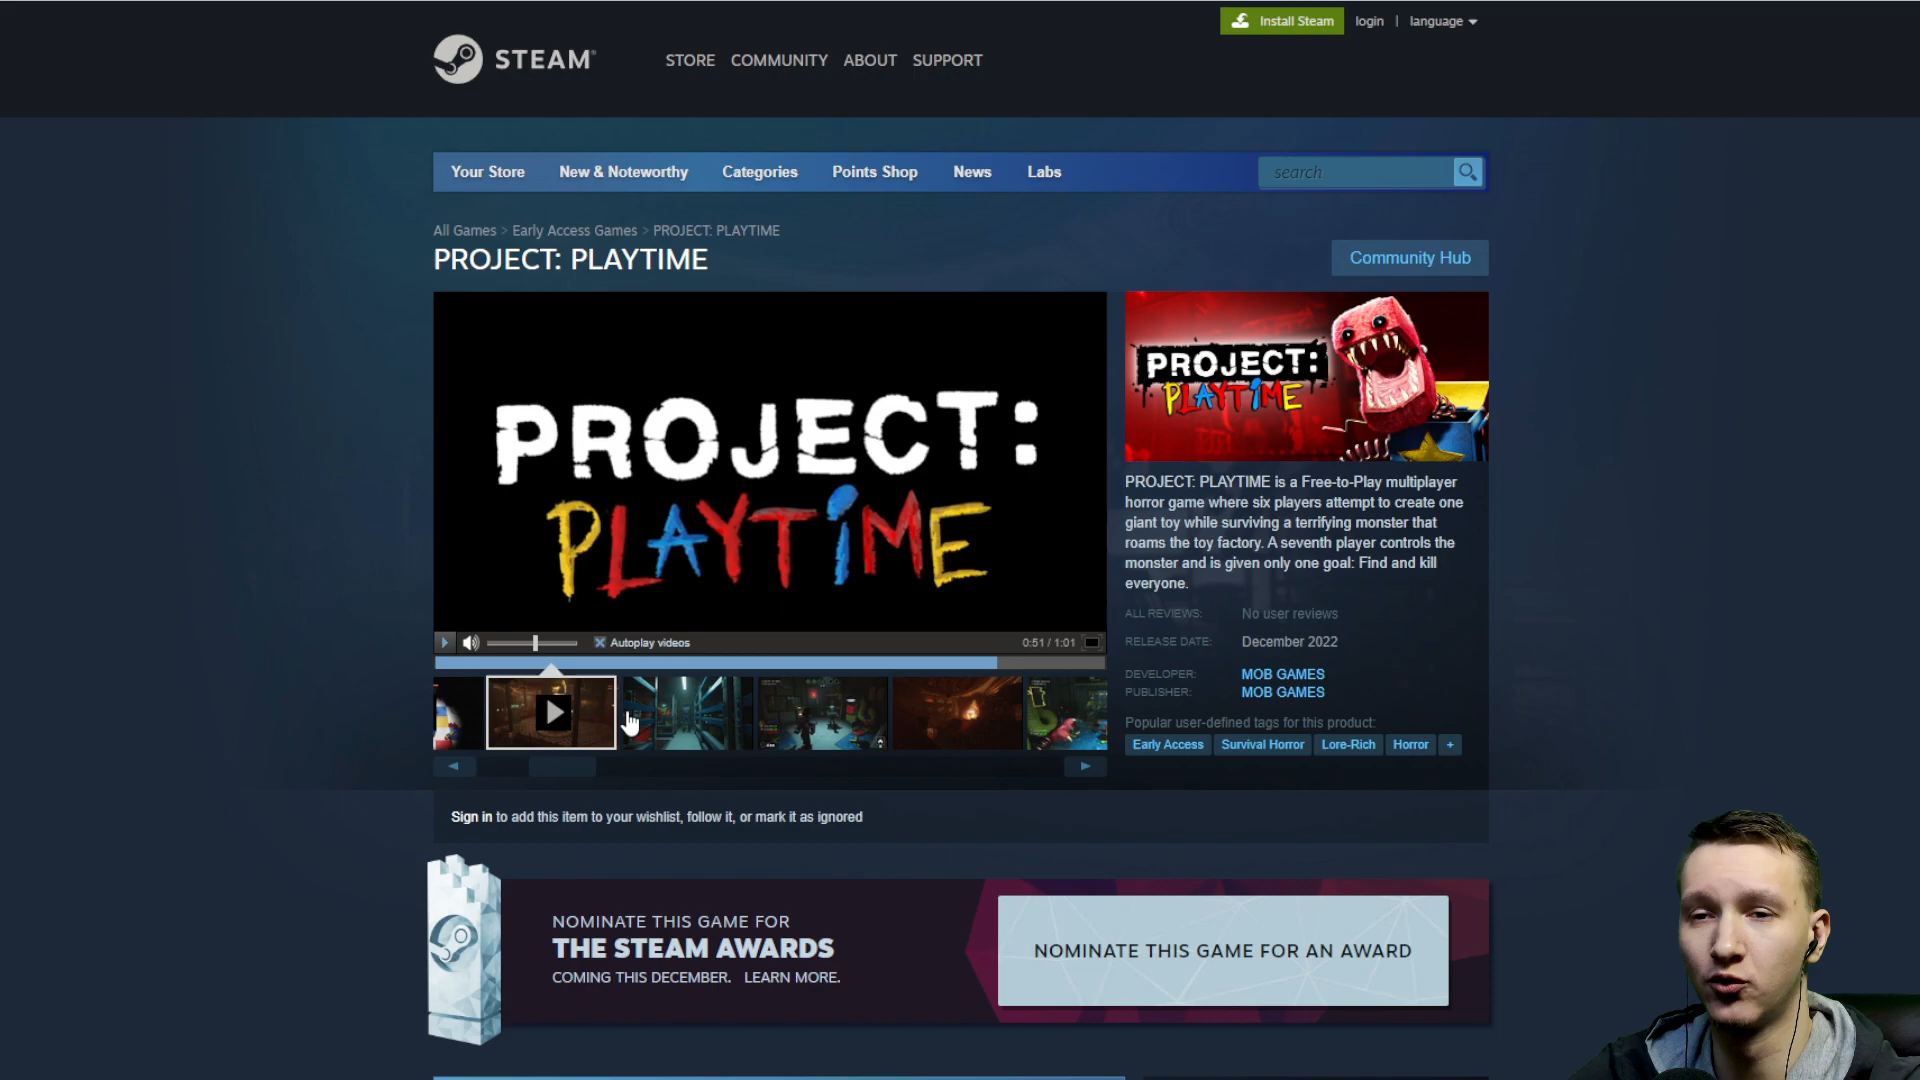 Install Steam login | language
STEAM®
STORE COMMUNITY ABOUT SUPPORT
Your Store New & Noteworthy Categories Points Shop News Labs search
All Games > Early Access Games > PROJECT: PLAYTIME
PROJECT: PLAYTIME
Community Hub
PROJECT:
PLAYTIME
PROJECT:
PLAYTIME
PROJECT: PLAYTIME is a Free-to-Play multiplayer
horror game where six players attempt to create one
giant toy while surviving a terrifying monster that
roams the toy factory. A seventh player controls the
monster and is given only one goal: Find and kill
everyone.
ALL REVIEWS: No user reviews
RELEASE DATE: December 2022
DEVELOPER: MOB GAMES
PUBLISHER: MOB GAMES
Popular user-defined tags for this product:
Early Access Survival Horror Lore-Rich Horror +
Autoplay videos 0:51 / 1:01
Sign in to add this item to your wishlist, follow it, or mark it as ignored
NOMINATE THIS GAME FOR
THE STEAM AWARDS
COMING THIS DECEMBER. LEARN MORE.
NOMINATE THIS GAME FOR AN AWARD